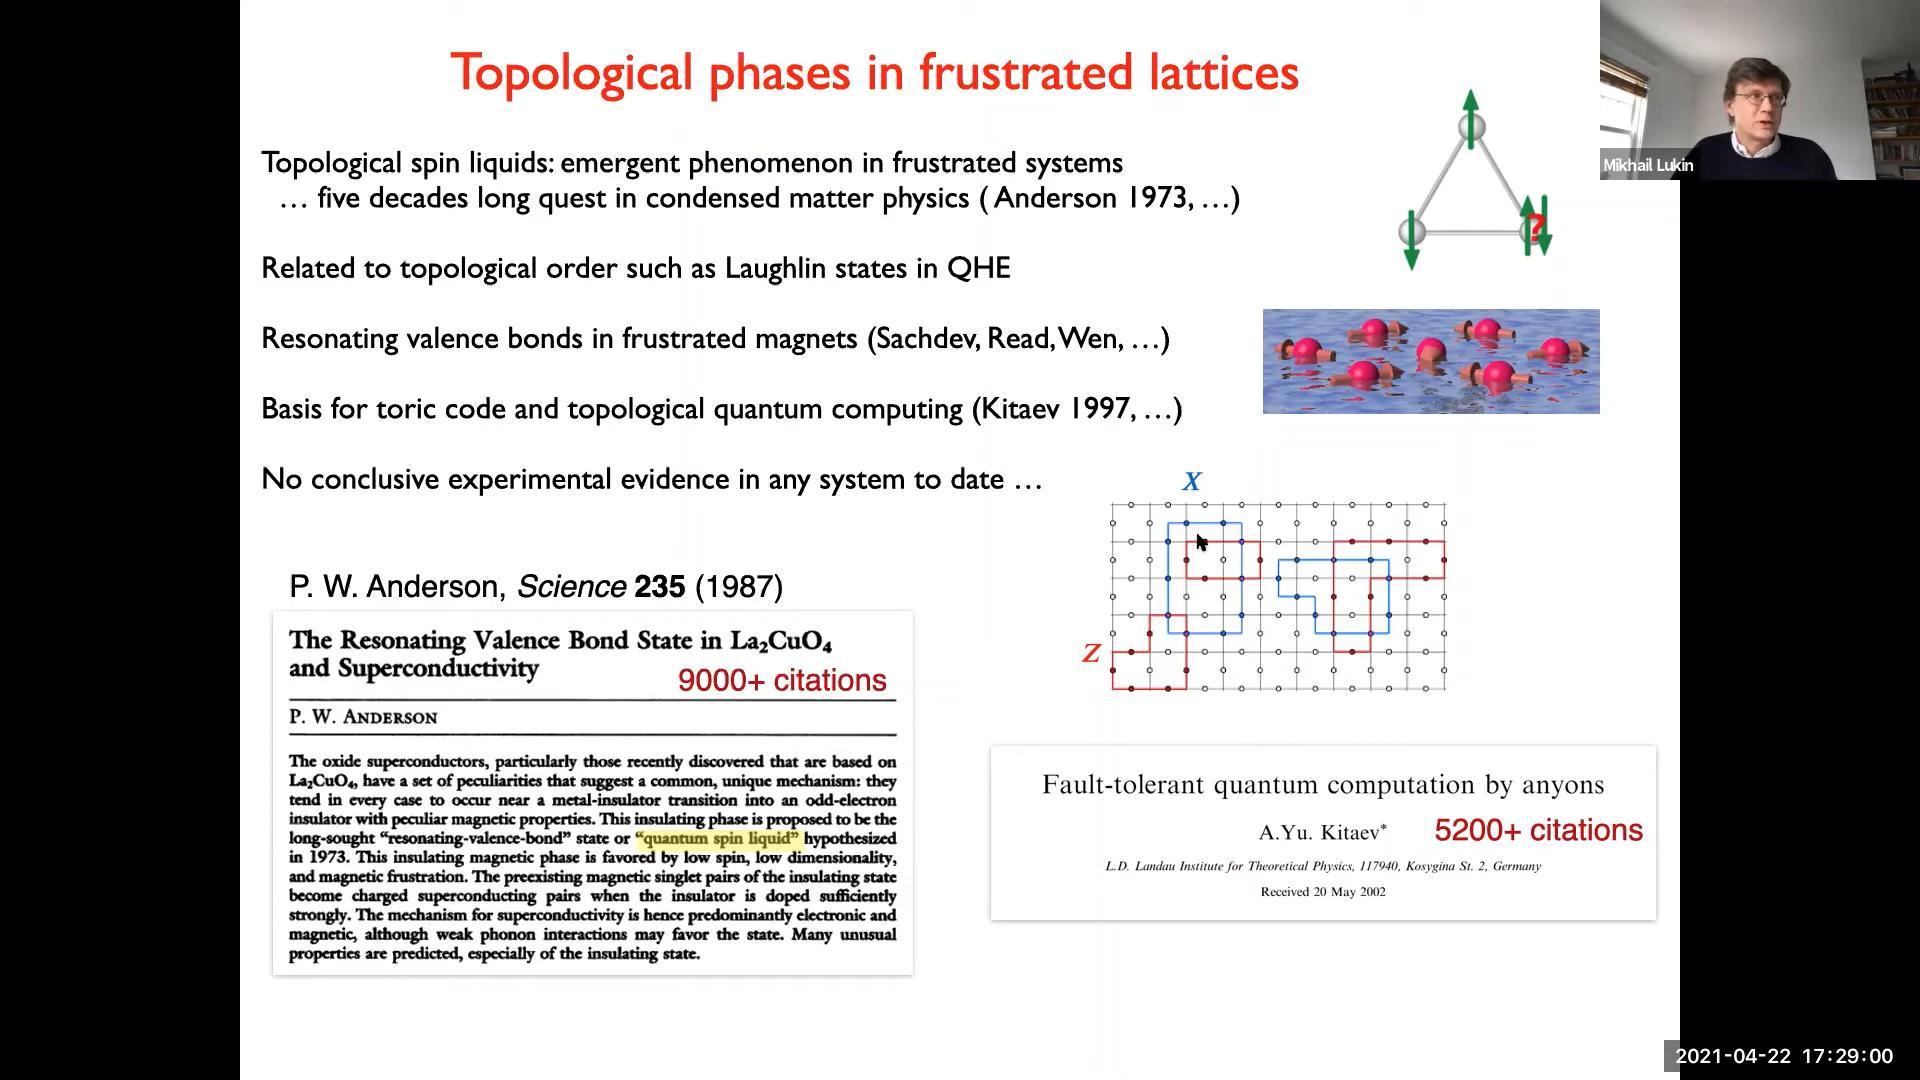 Topological phases in frustrated lattices
Mikhail Lukin
Topological spin liquids: emergent phenomenon in frustrated systems
… five decades long quest in condensed matter physics ( Anderson 1973, …)
?
Related to topological order such as Laughlin states in QHE
Resonating valence bonds in frustrated magnets (Sachdev, Read, Wen, …)
Basis for toric code and topological quantum computing (Kitaev 1997, …)
No conclusive experimental evidence in any system to date …
X
Z
P. W. Anderson, Science 235 (1987)
The Resonating Valence Bond State in La₂CuO₄
and Superconductivity
9000+ citations
P. W. ANDERSON
The oxide superconductors, particularly those recently discovered that are based on
La₂CuO₄, have a set of peculiarities that suggest a common, unique mechanism: they
tend in every case to occur near a metal-insulator transition into an odd-electron
insulator with peculiar magnetic properties. This insulating phase is proposed to be the
long-sought “resonating-valence-bond” state or “quantum spin liquid” hypothesized
in 1973. This insulating magnetic phase is favored by low spin, low dimensionality,
and magnetic frustration. The preexisting magnetic singlet pairs of the insulating state
become charged superconducting pairs when the insulator is doped sufficiently
strongly. The mechanism for superconductivity is hence predominantly electronic and
magnetic, although weak phonon interactions may favor the state. Many unusual
properties are predicted, especially of the insulating state.
Fault-tolerant quantum computation by anyons
A.Yu. Kitaev*
5200+ citations
L.D. Landau Institute for Theoretical Physics, 117940, Kosygina St. 2, Germany
Received 20 May 2002
2021-04-22 17:29:00